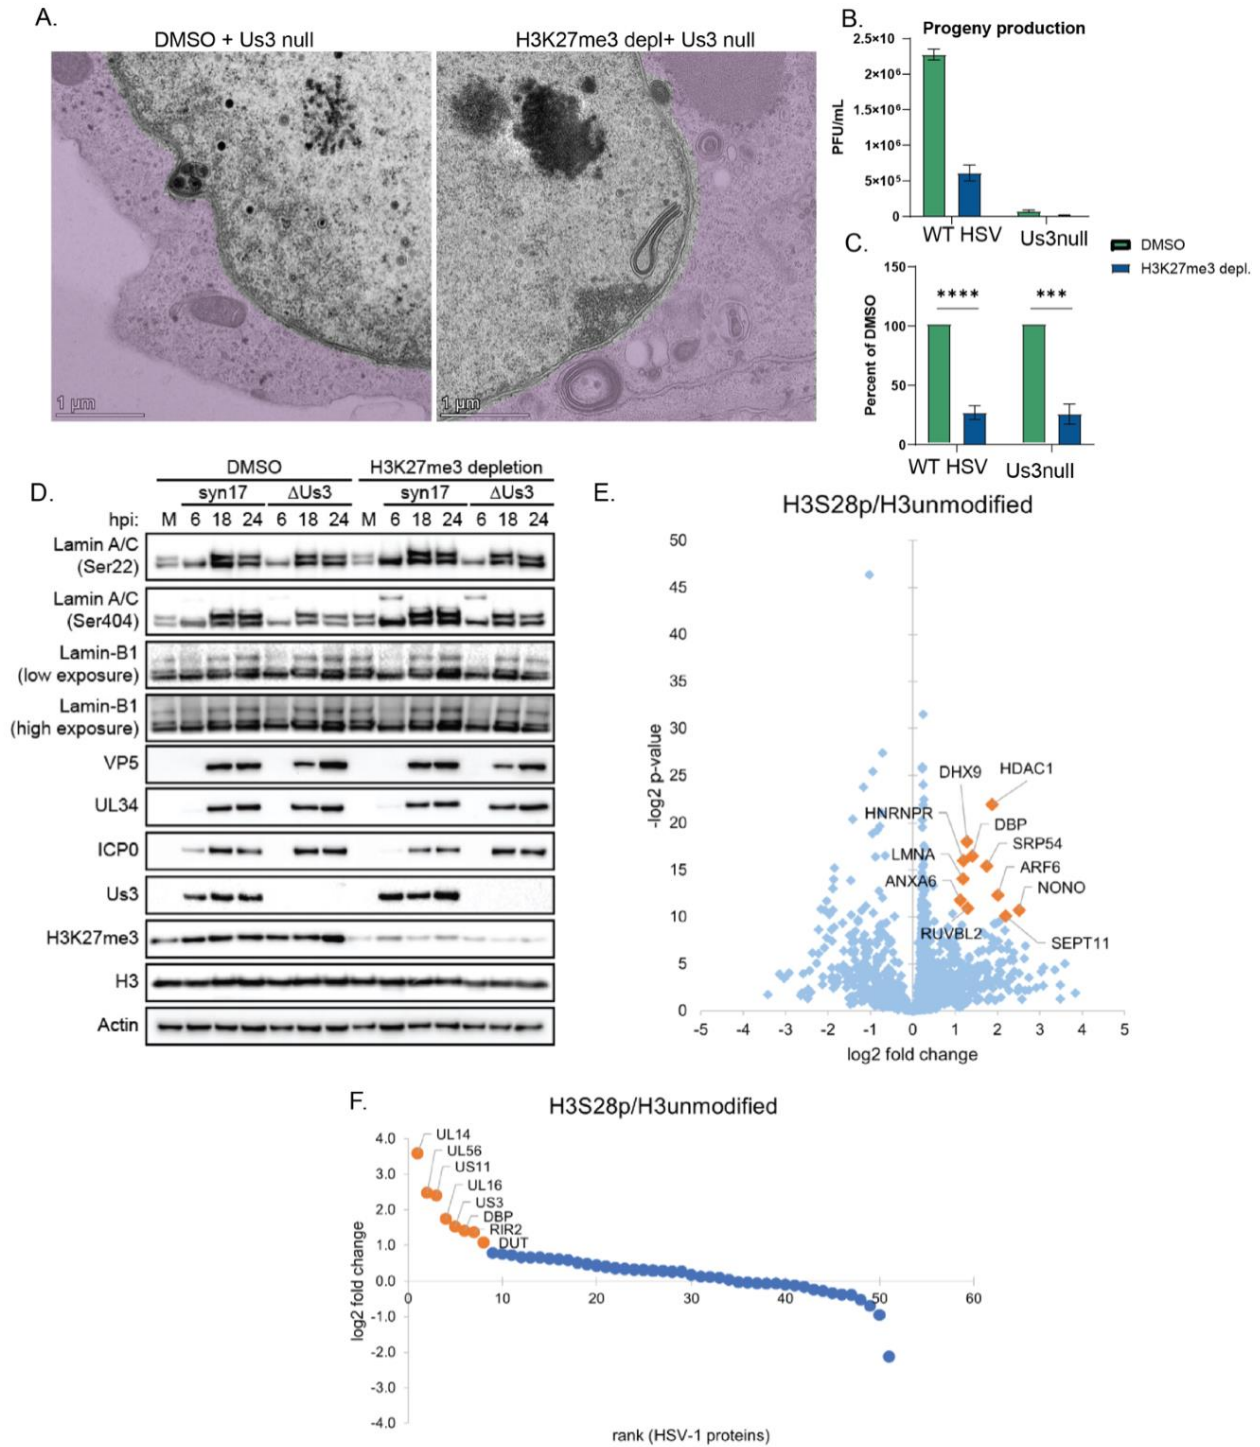 A.
DMSO + Us3 null
H3K27me3 depl+ Us3 null
1 µm
1 µm
B.
Progeny production
2.5×10
2×10⁶
1.5×10⁶
1×10⁶
5×10⁵
0
PFU/mL
WT HSV
Us3null
C.
DMSO
H3K27me3 depl.
150
100
50
0
Percent of DMSO
****
***
WT HSV
Us3null
D.
DMSO
H3K27me3 depletion
syn17
ΔUs3
syn17
ΔUs3
hpi: M 6 18 24 6 18 24 M 6 18 24 6 18 24
Lamin A/C
(Ser22)
Lamin A/C
(Ser404)
Lamin-B1
(low exposure)
Lamin-B1
(high exposure)
VP5
UL34
ICP0
Us3
H3K27me3
H3
Actin
E.
H3S28p/H3unmodified
50
45
40
35
30
25
20
15
10
5
0
-log2 p-value
DHX9
HDAC1
HNRNPR
DBP
SRP54
LMNA
ARF6
ANXA6
NONO
RUVBL2
SEPT11
-5 -4 -3 -2 -1 0 1 2 3 4 5
log2 fold change
F.
H3S28p/H3unmodified
4.0
3.0
2.0
1.0
0.0
-1.0
-2.0
-3.0
-4.0
log2 fold change
UL14
UL56
US11
UL16
US3
DBP
RIR2
DUT
0 10 20 30 40 50 60
rank (HSV-1 proteins)